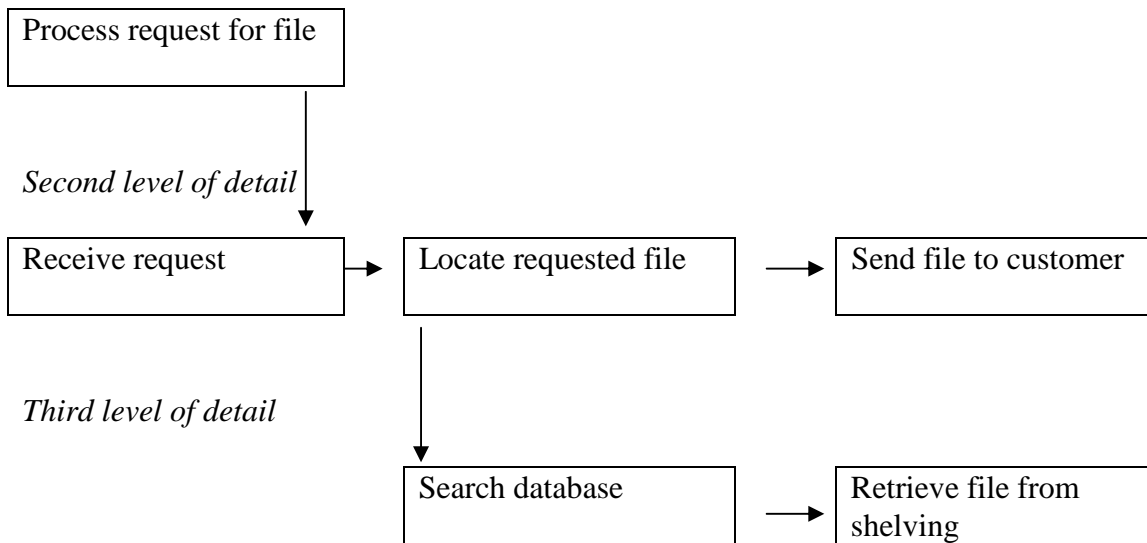 Process request for file
Second level of detail
Receive request
Locate requested file
Send file to customer
Third level of detail
Search database
Retrieve file from
shelving